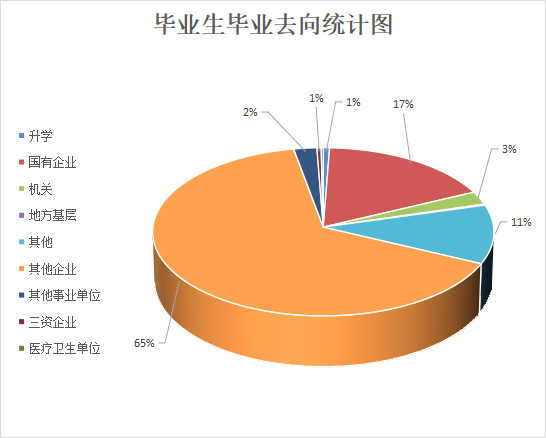 毕业生毕业去向统计图
2%
1%
1%
17%
3%
11%
65%
升学
国有企业
机关
地方基层
其他
其他企业
其他事业单位
三资企业
医疗卫生单位